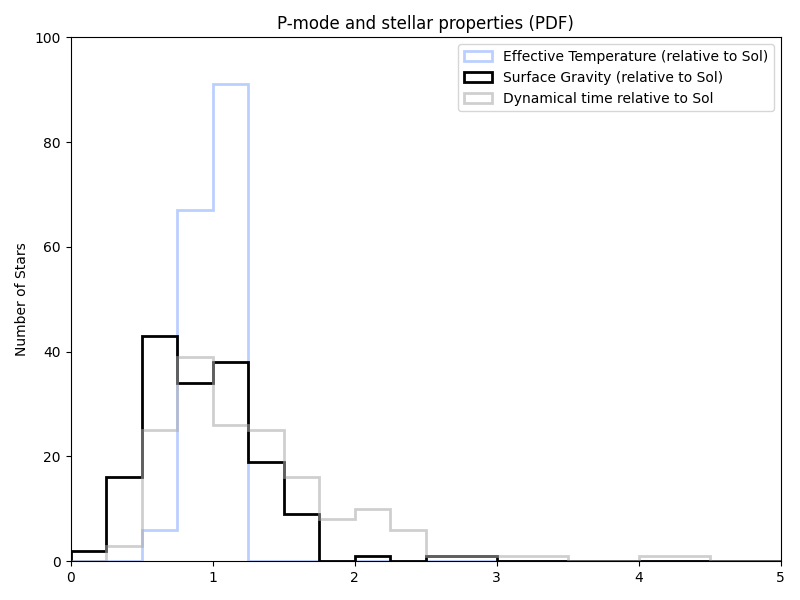 P-mode and stellar properties (PDF)
Effective Temperature (relative to Sol)
Surface Gravity (relative to Sol)
Dynamical time relative to Sol
Number of Stars
100
80
60
40
20
0
0 1 2 3 4 5